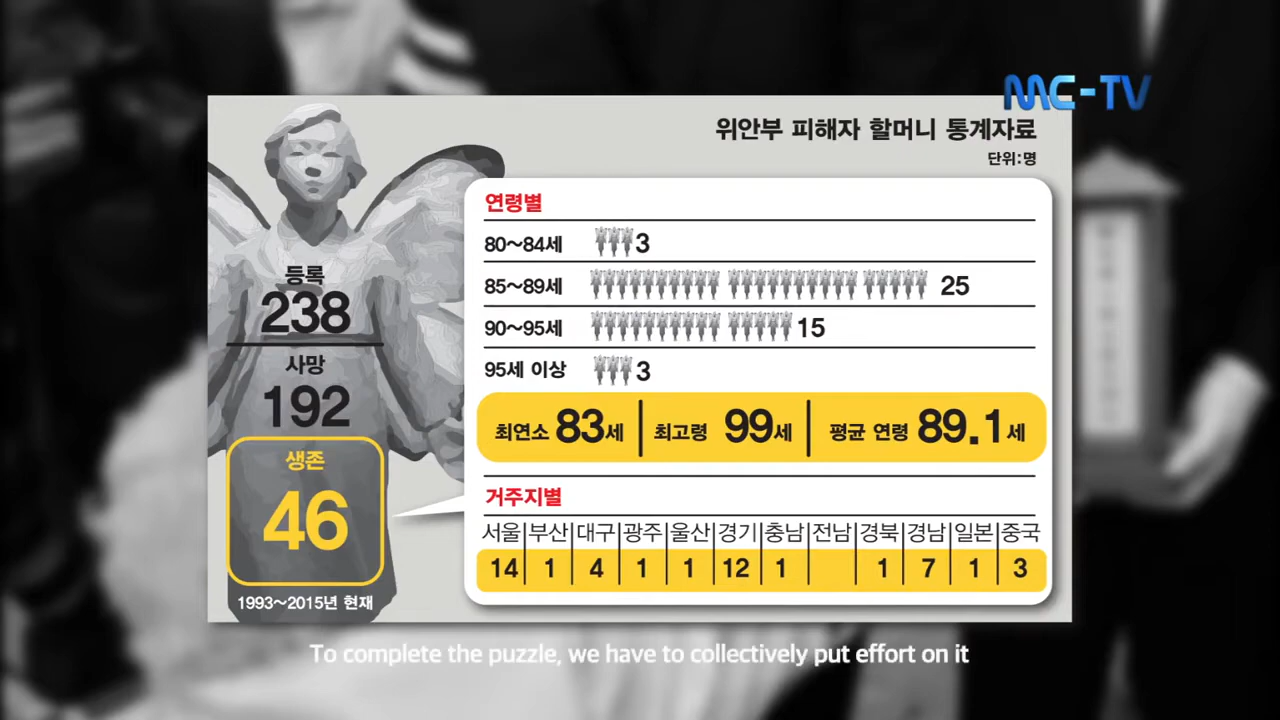 MC-TV
위안부 피해자 할머니 통계자료
단위:명
등록
238
사망
192
생존
46
1993~2015년 현재
연령별
80~84세 3
85~89세 25
90~95세 15
95세 이상 3
최연소 83세 최고령 99세 평균 연령 89.1세
거주지별
서울 부산 대구 광주 울산 경기 충남 전남 경북 경남 일본 중국
14 1 4 1 1 12 1 1 7 1 3
To complete the puzzle, we have to collectively put effort on it